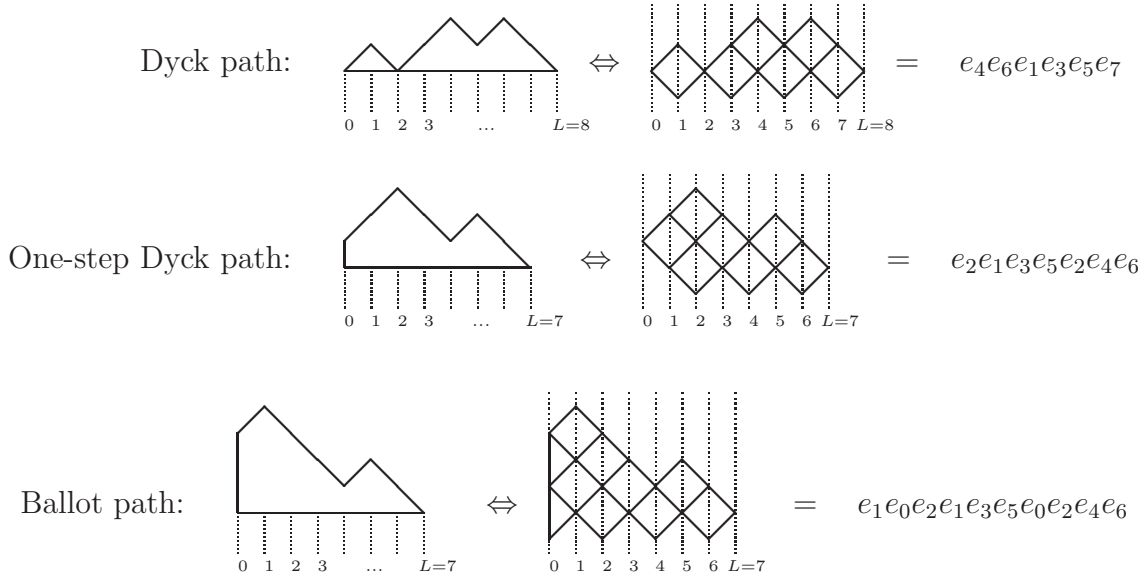 Dyck path: ⇔ = e₄e₆e₁e₃e₅e₇
0 1 2 3 ... L=8 0 1 2 3 4 5 6 7 L=8
One-step Dyck path: ⇔ = e₂e₁e₃e₅e₂e₄e₆
0 1 2 3 ... L=7 0 1 2 3 4 5 6 L=7
Ballot path: ⇔ = e₁e₀e₂e₁e₃e₅e₀e₂e₄e₆
0 1 2 3 ... L=7 0 1 2 3 4 5 6 L=7